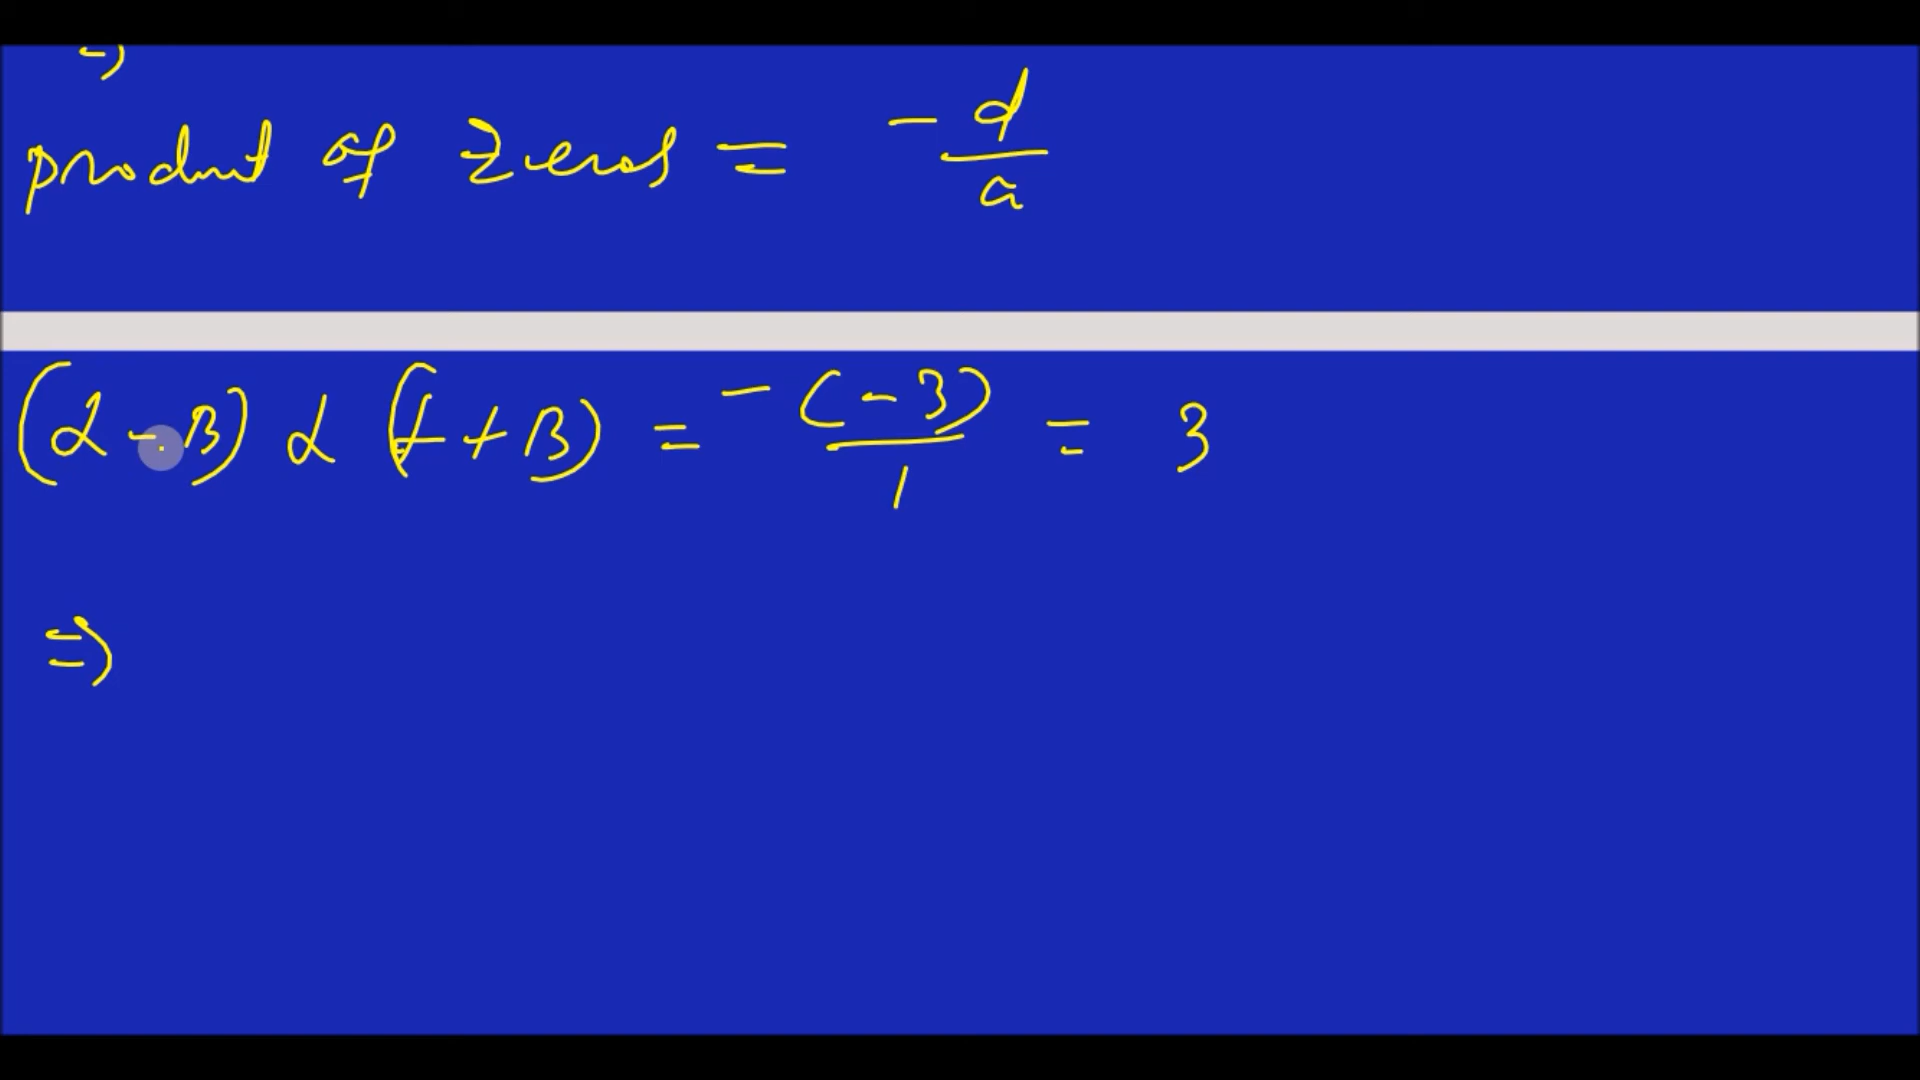 ⇒
product of zeros = -d/a
(α-β) α (α+β) = -(-3)/1 = 3
⇒